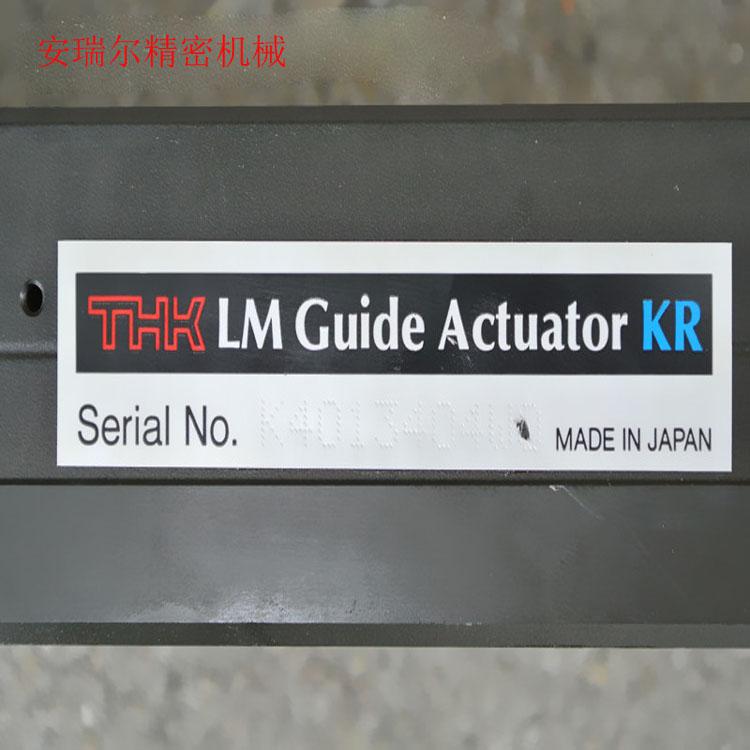 安瑞尔精密机械
THK LM Guide Actuator KR
Serial No. MADE IN JAPAN